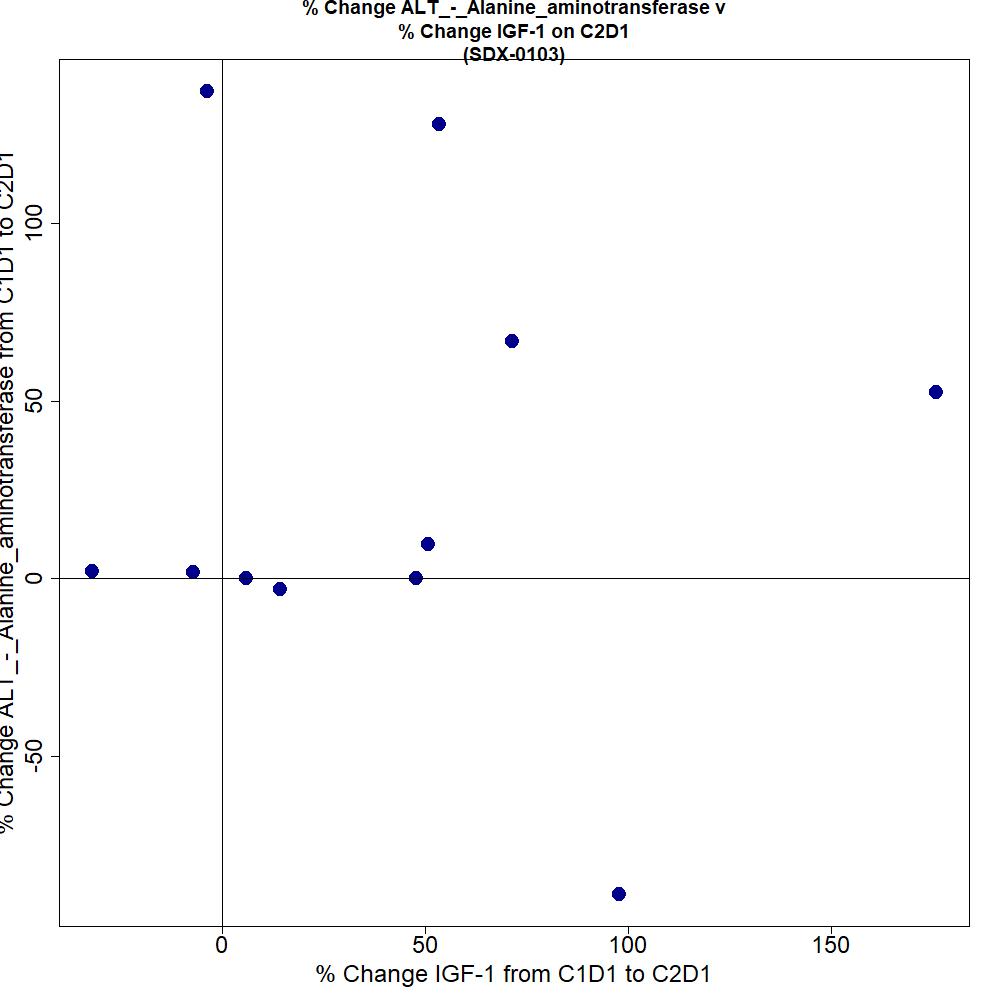 % Change ALT_-_Alanine_aminotransferase v
% Change IGF-1 on C2D1
(SDX-0103)
% Change ALT_-_Alanine_aminotransferase from C1D1 to C2D1
100
50
0
-50
0 50 100 150
% Change IGF-1 from C1D1 to C2D1